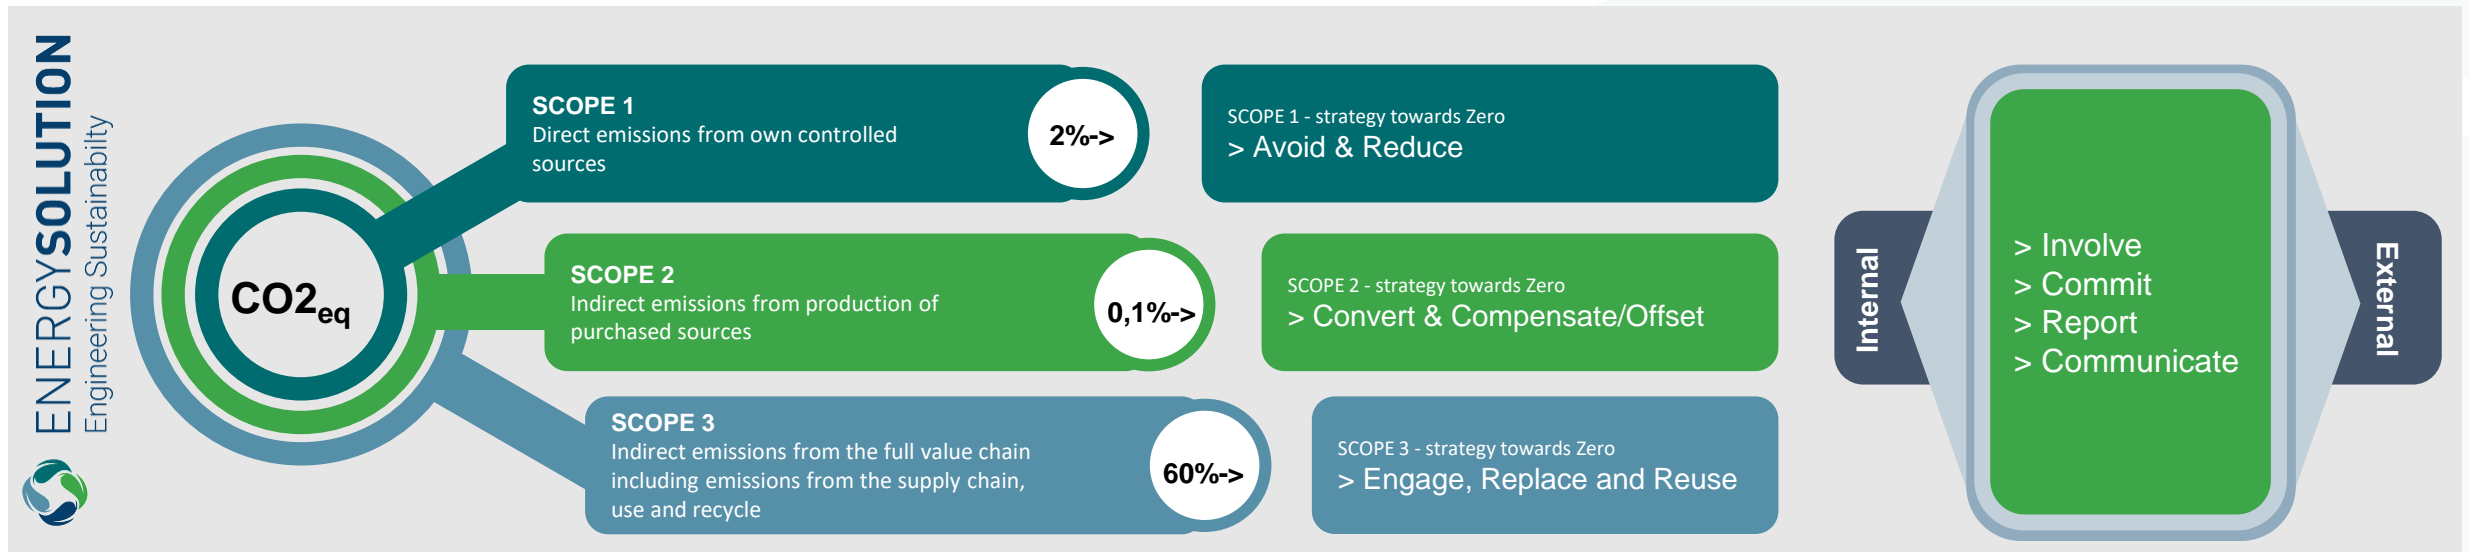 ENERGYSOLUTION
Engineering Sustainabilty
CO2eq
SCOPE 1
Direct emissions from own controlled
sources
2%->
SCOPE 1 - strategy towards Zero
> Avoid & Reduce
SCOPE 2
Indirect emissions from production of
purchased sources
0,1%->
SCOPE 2 - strategy towards Zero
> Convert & Compensate/Offset
SCOPE 3
Indirect emissions from the full value chain
including emissions from the supply chain,
use and recycle
60%->
SCOPE 3 - strategy towards Zero
> Engage, Replace and Reuse
Internal
> Involve
> Commit
> Report
> Communicate
External